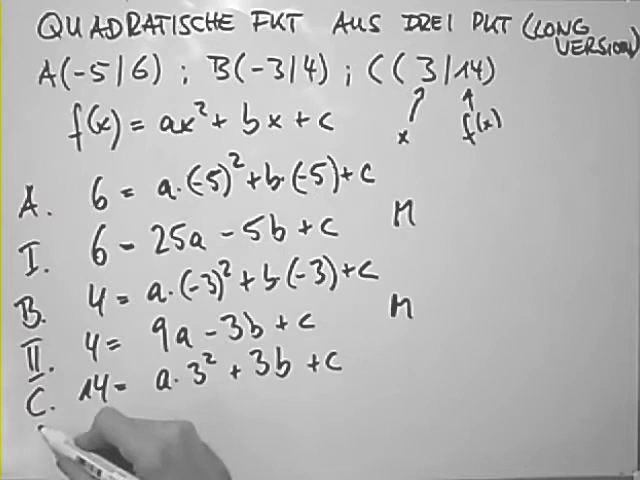 QUADRATISCHE FKT AUS DREI PKT (LONG VERSION)
A(-5|6) ; B(-3|4) ; C(3|14)
f(x) = ax² + bx + c
x f(x)
A. 6 = a·(-5)² + b·(-5) + c
M
I. 6 = 25a - 5b + c
B. 4 = a·(-3)² + b·(-3) + c
M
II. 4 = 9a - 3b + c
C. 14 = a·3² + 3b + c